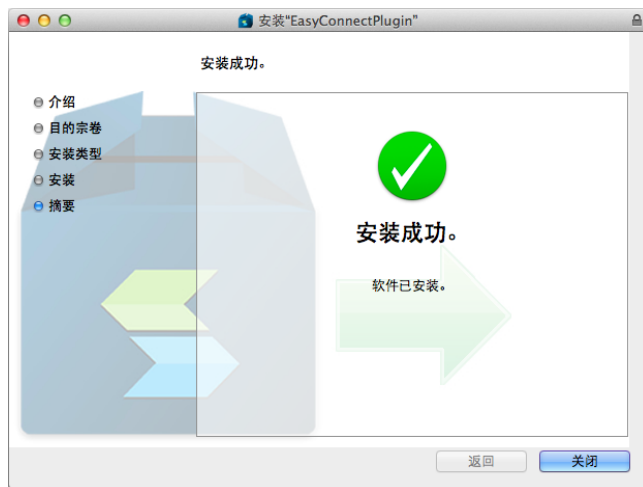 安装“EasyConnectPlugin”
安装成功。
介绍
目的宗卷
安装类型
安装
摘要
安装成功。
软件已安装。
返回
关闭